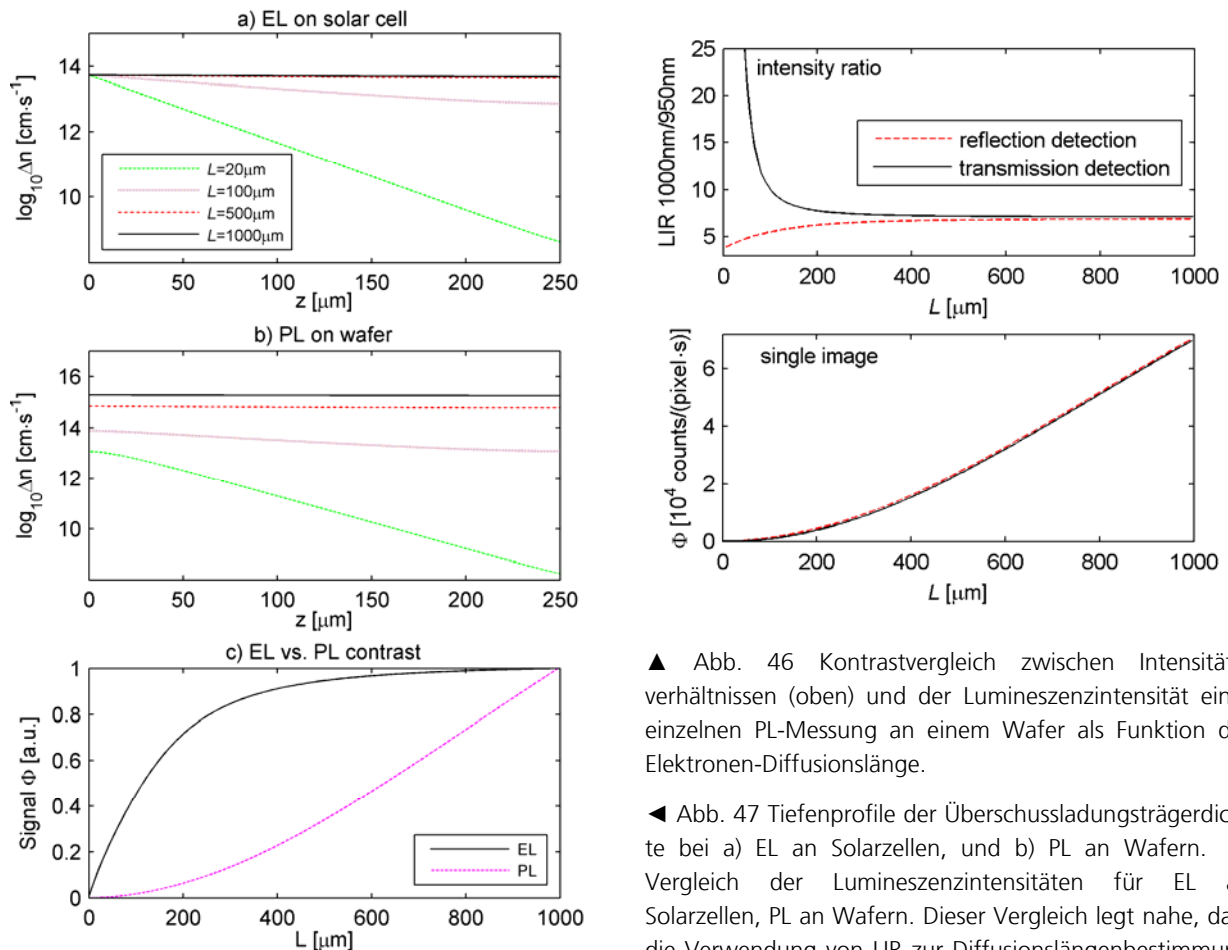 a) EL on solar cell
log10Δn [cm·s-1]
14
12
10
L=20μm
L=100μm
L=500μm
L=1000μm
0 50 100 150 200 250
z [μm]
b) PL on wafer
log10Δn [cm·s-1]
16
14
12
10
0 50 100 150 200 250
z [μm]
c) EL vs. PL contrast
Signal Φ [a.u.]
1
0.8
0.6
0.4
0.2
0
EL
PL
0 200 400 600 800 1000
L [μm]
LIR 1000nm/950nm
25
20
15
10
5
intensity ratio
reflection detection
transmission detection
0 200 400 600 800 1000
L [μm]
Φ [10^4 counts/(pixel·s)]
6
4
2
0
single image
0 200 400 600 800 1000
L [μm]
▲ Abb. 46 Kontrastvergleich zwischen Intensität
verhältnissen (oben) und der Lumineszenzintensität ein
einzelnen PL-Messung an einem Wafer als Funktion d
Elektronen-Diffusionslänge.
◄ Abb. 47 Tiefenprofile der Überschussladungsträgerdic
te bei a) EL an Solarzellen, und b) PL an Wafern.
Vergleich der Lumineszenzintensitäten für EL a
Solarzellen, PL an Wafern. Dieser Vergleich legt nahe, da